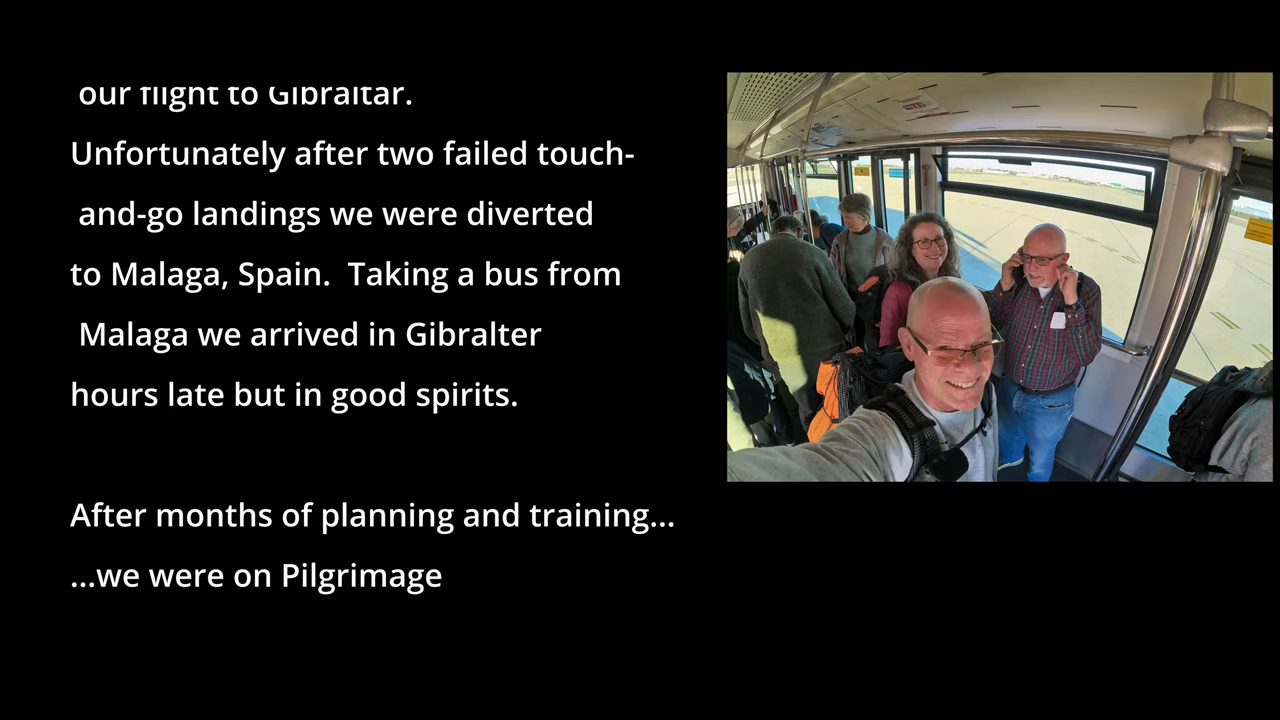 our flight to Gibraltar.
Unfortunately after two failed touch-
and-go landings we were diverted
to Malaga, Spain. Taking a bus from
Malaga we arrived in Gibralter
hours late but in good spirits.
After months of planning and training...
...we were on Pilgrimage